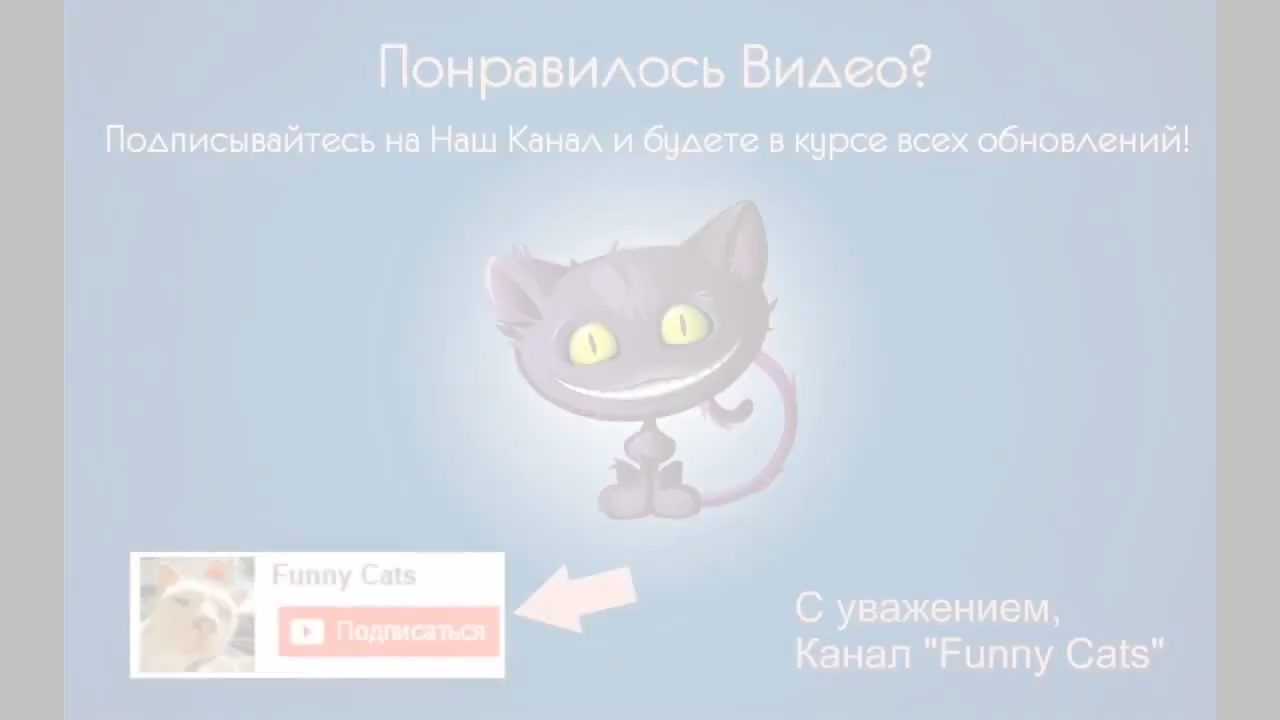 Понравилось Видео?
Подписывайтесь на Наш Канал и будете в курсе всех обновлений!
Funny Cats
Подписаться
С уважением,
Канал "Funny Cats"